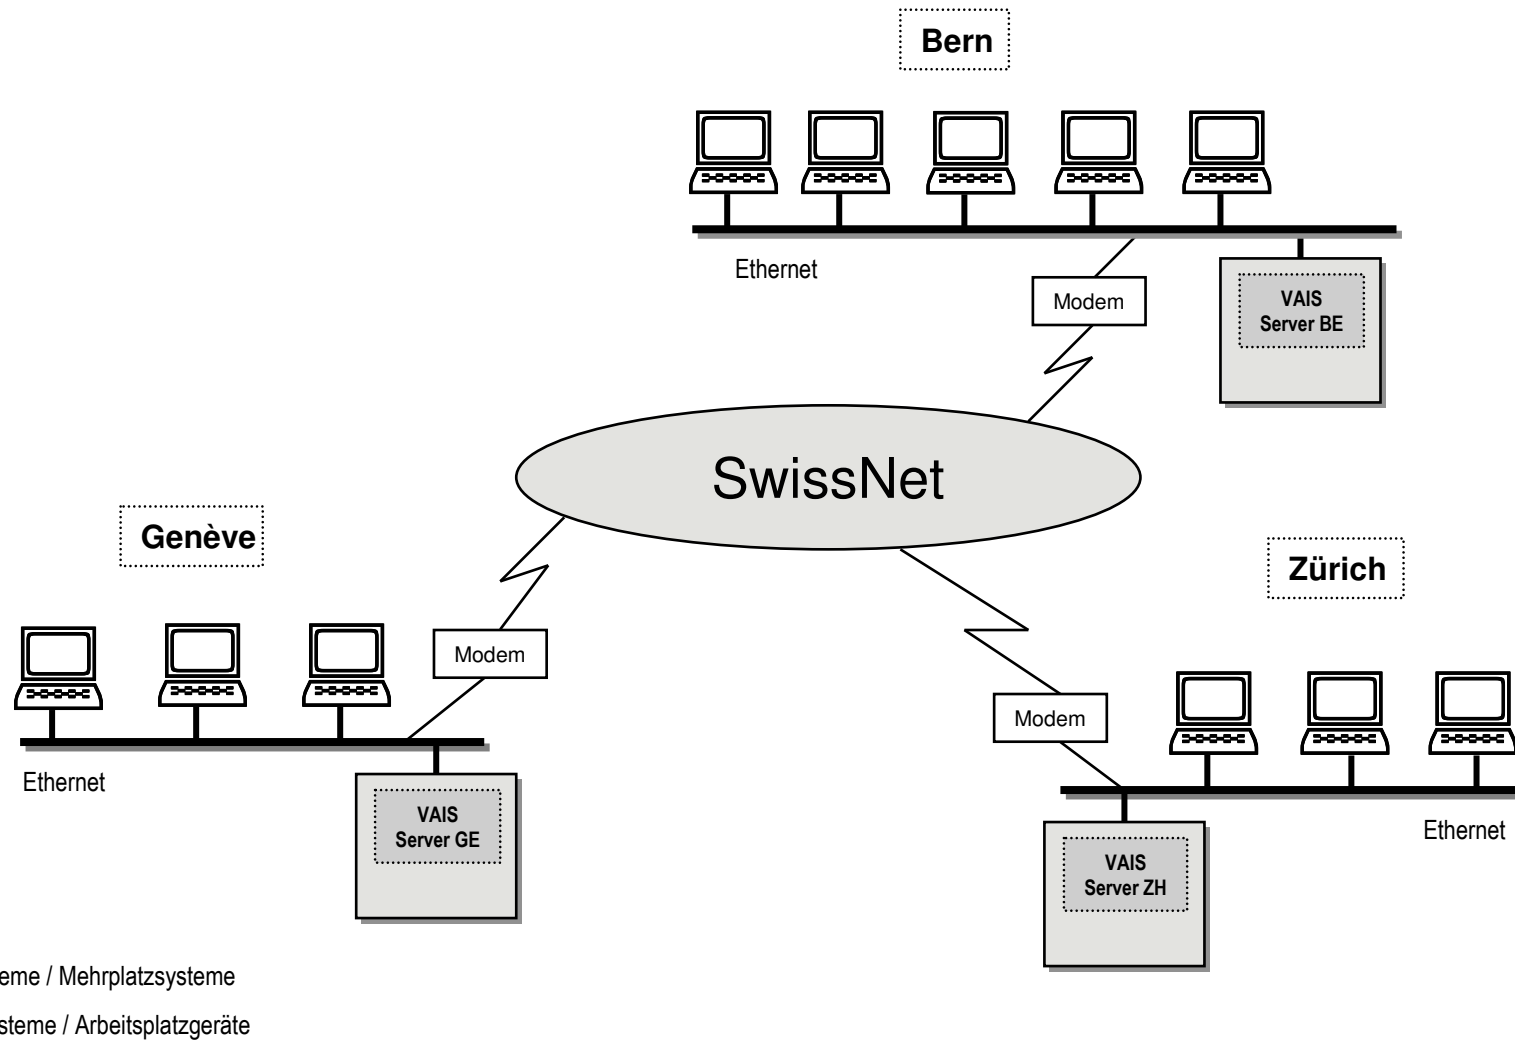 Bern
Ethernet
Modem
VAIS
Server BE
SwissNet
Genève
Zürich
Modem
Modem
Ethernet
VAIS
Server GE
Ethernet
VAIS
Server ZH
eme / Mehrplatzsysteme
steme / Arbeitsplatzgeräte